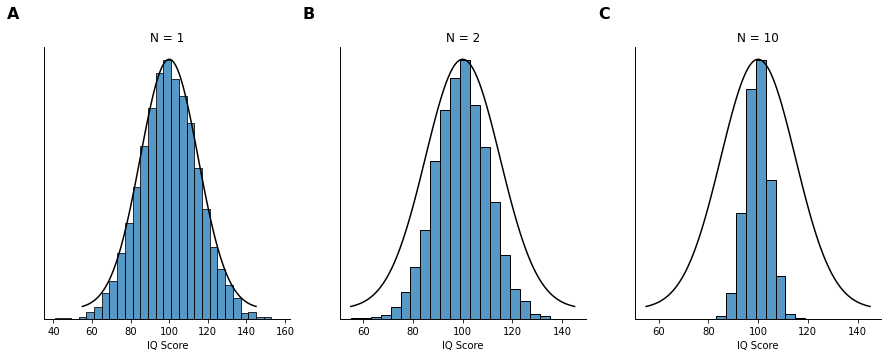 A
B
C
N = 1
N = 2
N = 10
40 60 80 100 120 140 160
60 80 100 120 140
60 80 100 120 140
IQ Score
IQ Score
IQ Score